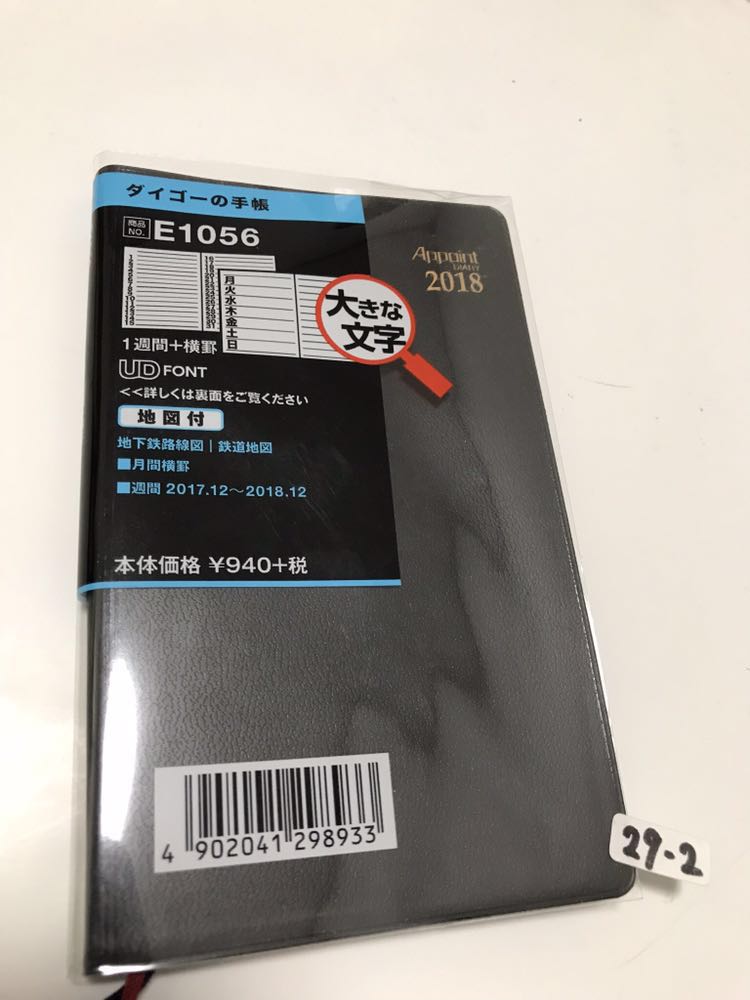 ダイゴーの手帳
商品
NO.
E1056
月
火
水
木
金
土
日
大きな
文字
1週間+横罫
UD FONT
<<詳しくは裏面をご覧ください
地図付
地下鉄路線図｜鉄道地図
■月間横罫
■週間 2017.12～2018.12
本体価格 ¥940+税
Appoint
DIARY
2018
4 902041 298933
29-2